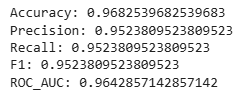 Accuracy: 0.9682539682539683
Precision: 0.9523809523809523
Recall: 0.9523809523809523
F1: 0.9523809523809523
ROC_AUC: 0.9642857142857142